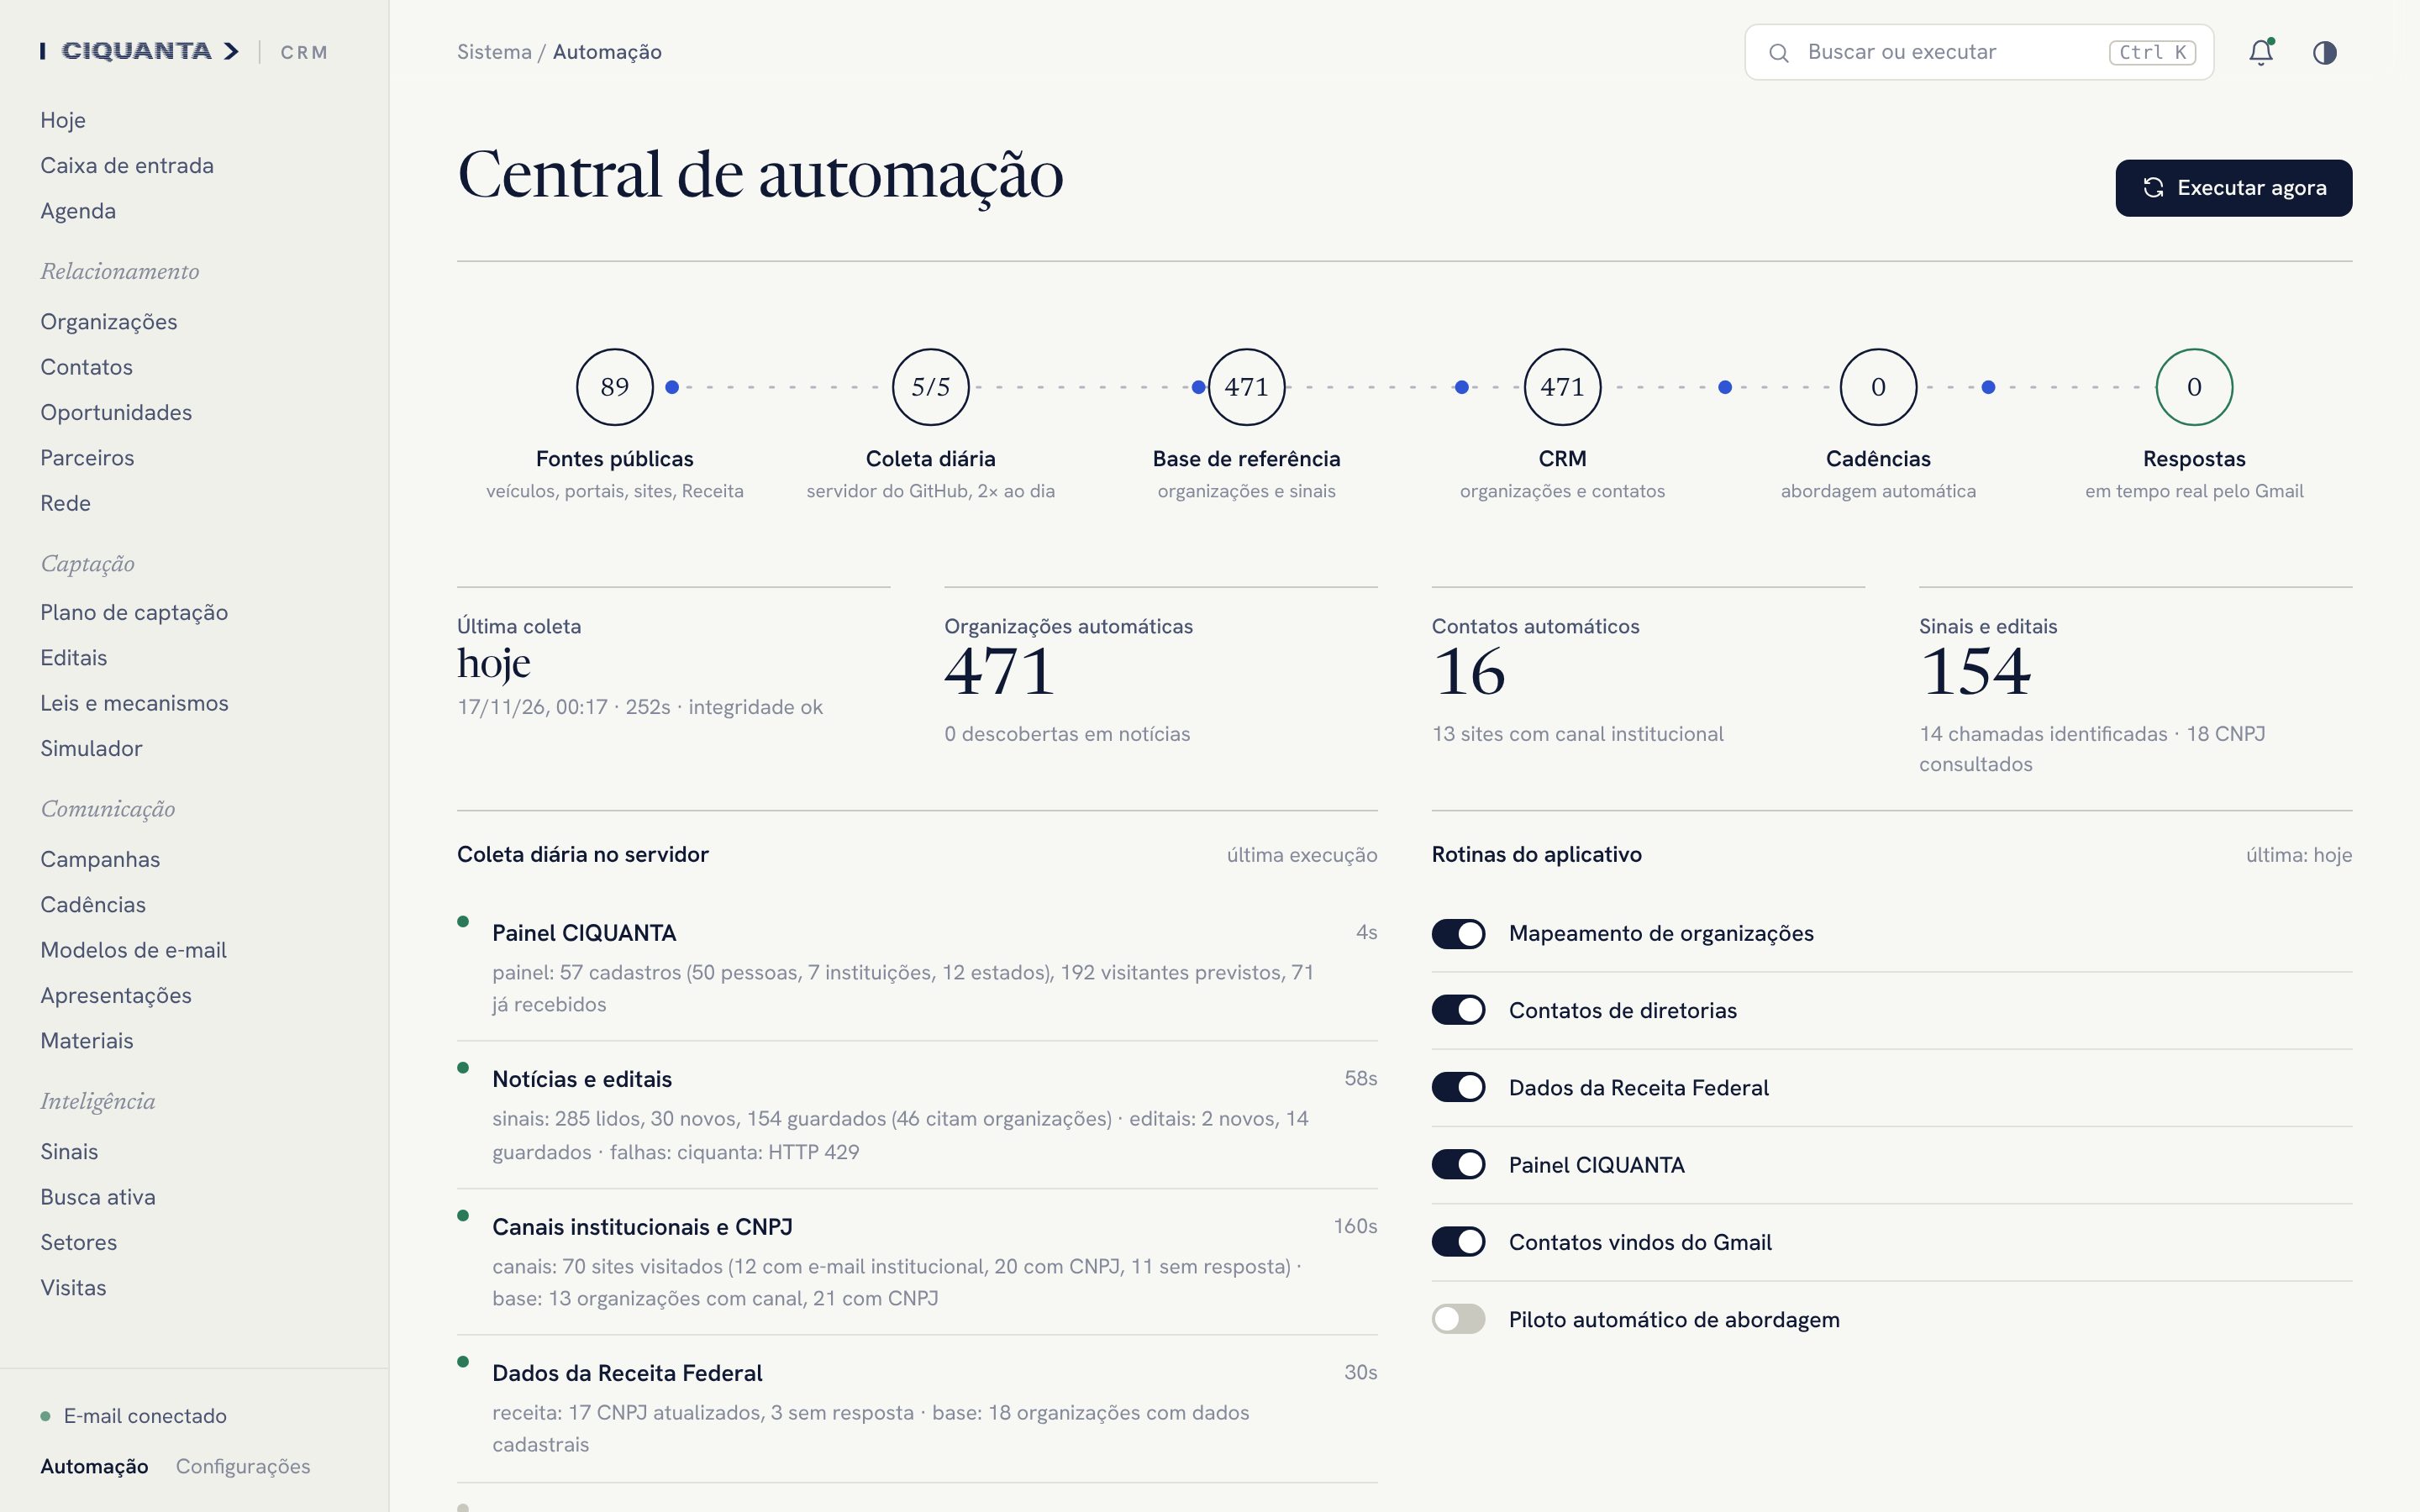 CIQUANTA
CRM
Hoje
Caixa de entrada
Agenda
Relacionamento
Organizações
Contatos
Oportunidades
Parceiros
Rede
Captação
Plano de captação
Editais
Leis e mecanismos
Simulador
Comunicação
Campanhas
Cadências
Modelos de e-mail
Apresentações
Materiais
Inteligência
Sinais
Busca ativa
Setores
Visitas
E-mail conectado
Automação Configurações
Sistema / Automação
Buscar ou executar Ctrl K
Central de automação
Executar agora
89
Fontes públicas
veículos, portais, sites, Receita
5/5
Coleta diária
servidor do GitHub, 2× ao dia
471
Base de referência
organizações e sinais
471
CRM
organizações e contatos
0
Cadências
abordagem automática
0
Respostas
em tempo real pelo Gmail
Última coleta
hoje
17/11/26, 00:17 · 252s · integridade ok
Organizações automáticas
471
0 descobertas em notícias
Contatos automáticos
16
13 sites com canal institucional
Sinais e editais
154
14 chamadas identificadas · 18 CNPJ
consultados
Coleta diária no servidor última execução
Painel CIQUANTA 4s
painel: 57 cadastros (50 pessoas, 7 instituições, 12 estados), 192 visitantes previstos, 71
já recebidos
Notícias e editais 58s
sinais: 285 lidos, 30 novos, 154 guardados (46 citam organizações) · editais: 2 novos, 14
guardados · falhas: ciquanta: HTTP 429
Canais institucionais e CNPJ 160s
canais: 70 sites visitados (12 com e-mail institucional, 20 com CNPJ, 11 sem resposta) ·
base: 13 organizações com canal, 21 com CNPJ
Dados da Receita Federal 30s
receita: 17 CNPJ atualizados, 3 sem resposta · base: 18 organizações com dados
cadastrais
Rotinas do aplicativo última: hoje
Mapeamento de organizações
Contatos de diretorias
Dados da Receita Federal
Painel CIQUANTA
Contatos vindos do Gmail
Piloto automático de abordagem